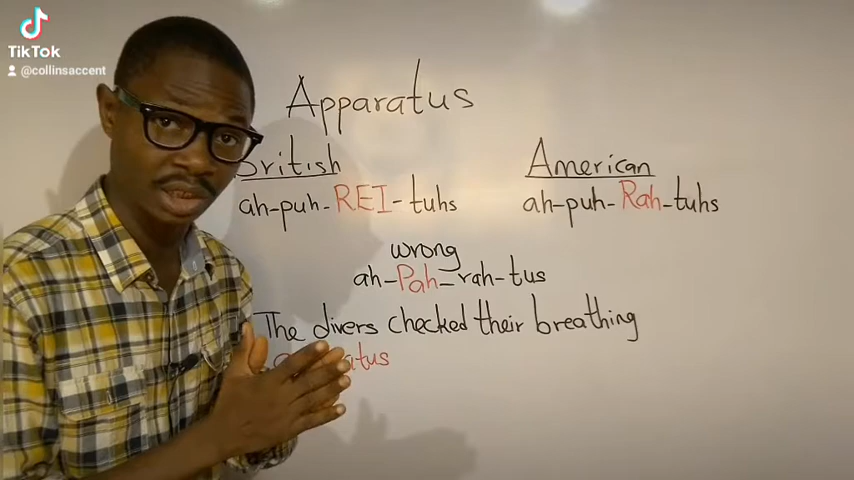 TikTok
@collinsaccent
Apparatus
British American
ah-puh-REI-tuhs ah-puh-Rah-tuhs
wrong
ah-Pah-rah-tus
The divers checked their breathing